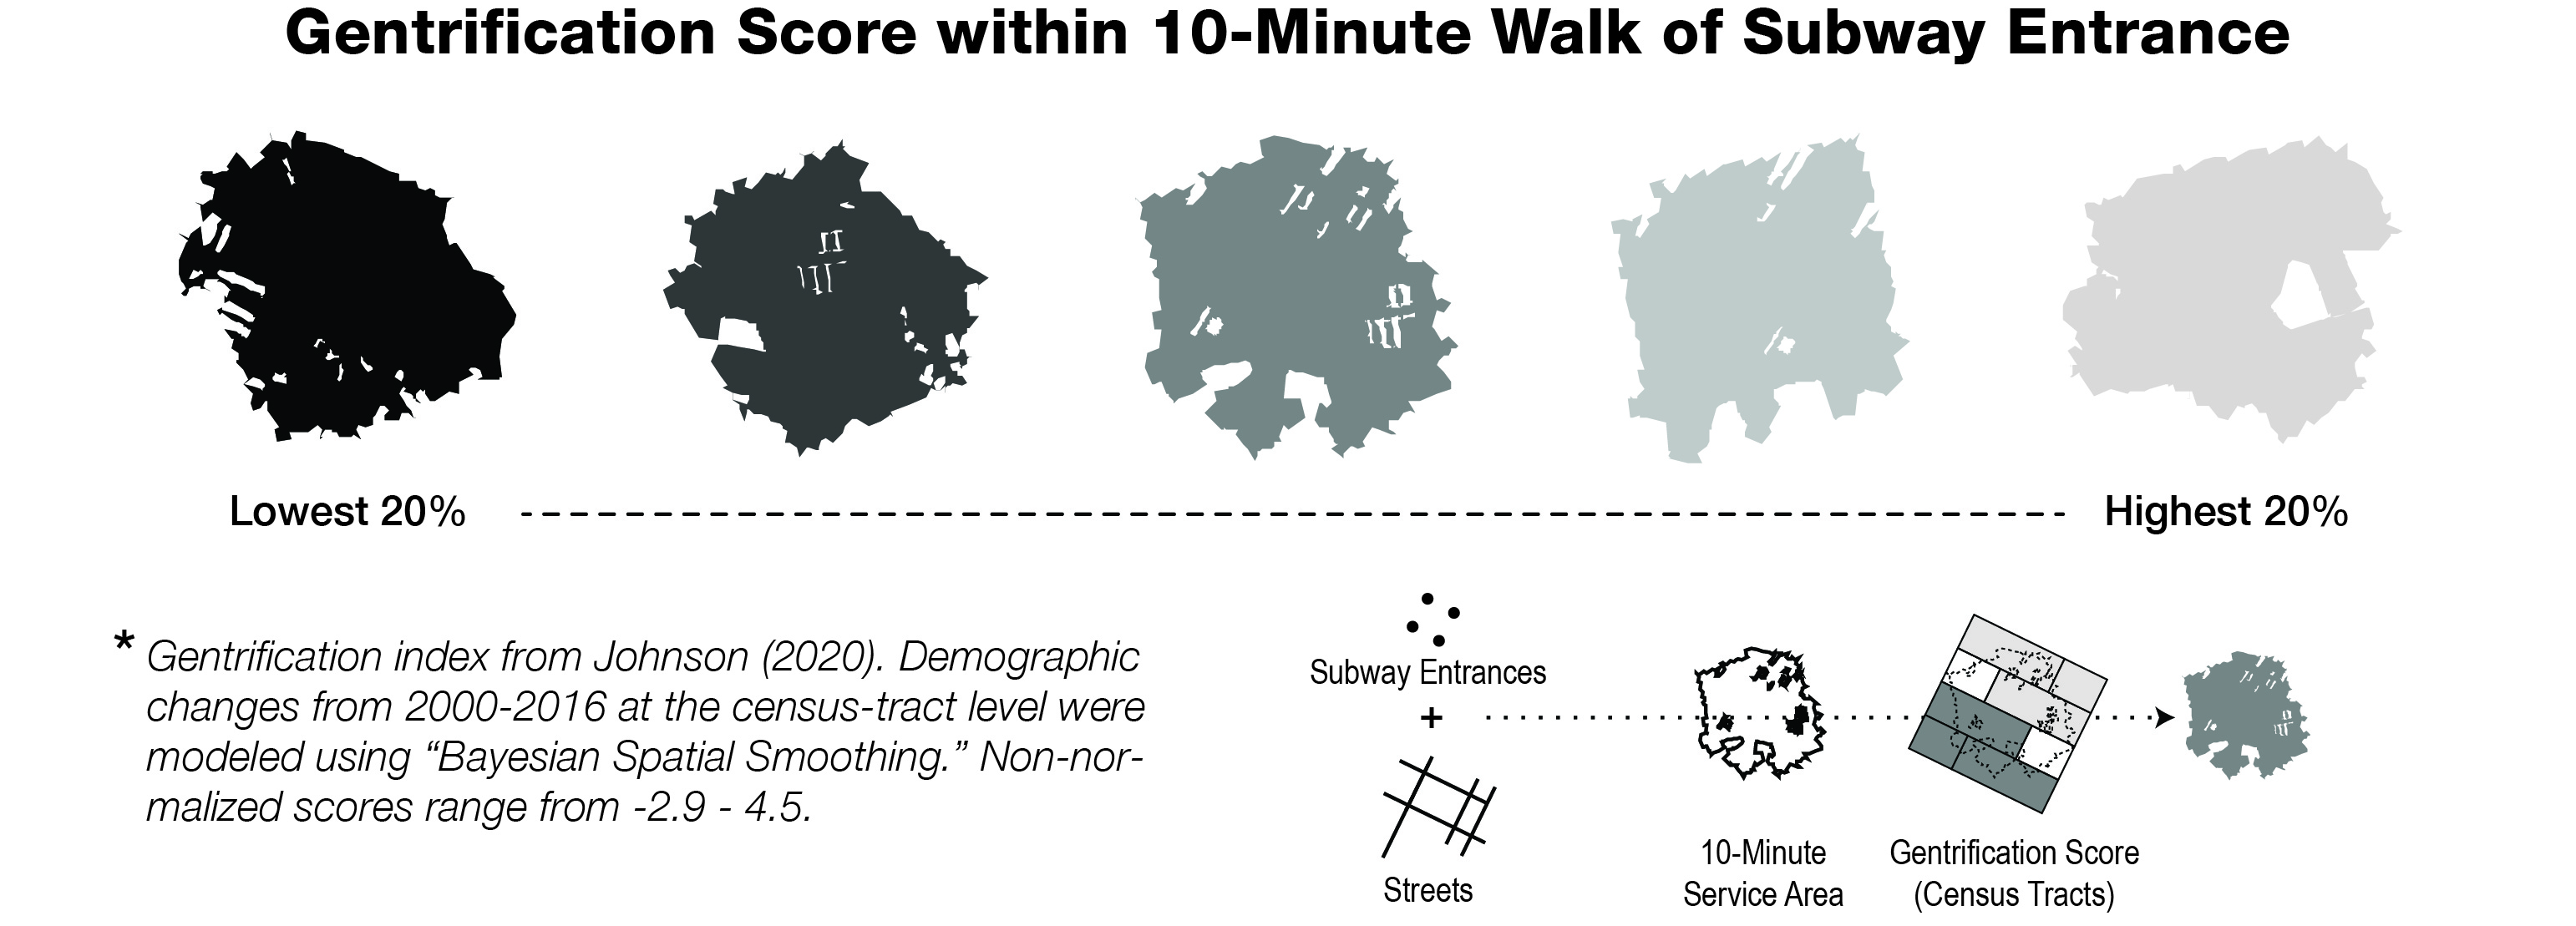 Gentrification Score within 10-Minute Walk of Subway Entrance
Lowest 20%
Highest 20%
* Gentrification index from Johnson (2020). Demographic
changes from 2000-2016 at the census-tract level were
modeled using “Bayesian Spatial Smoothing.” Non-nor-
malized scores range from -2.9 - 4.5.
Subway Entrances
+
Streets
10-Minute
Service Area
Gentrification Score
(Census Tracts)